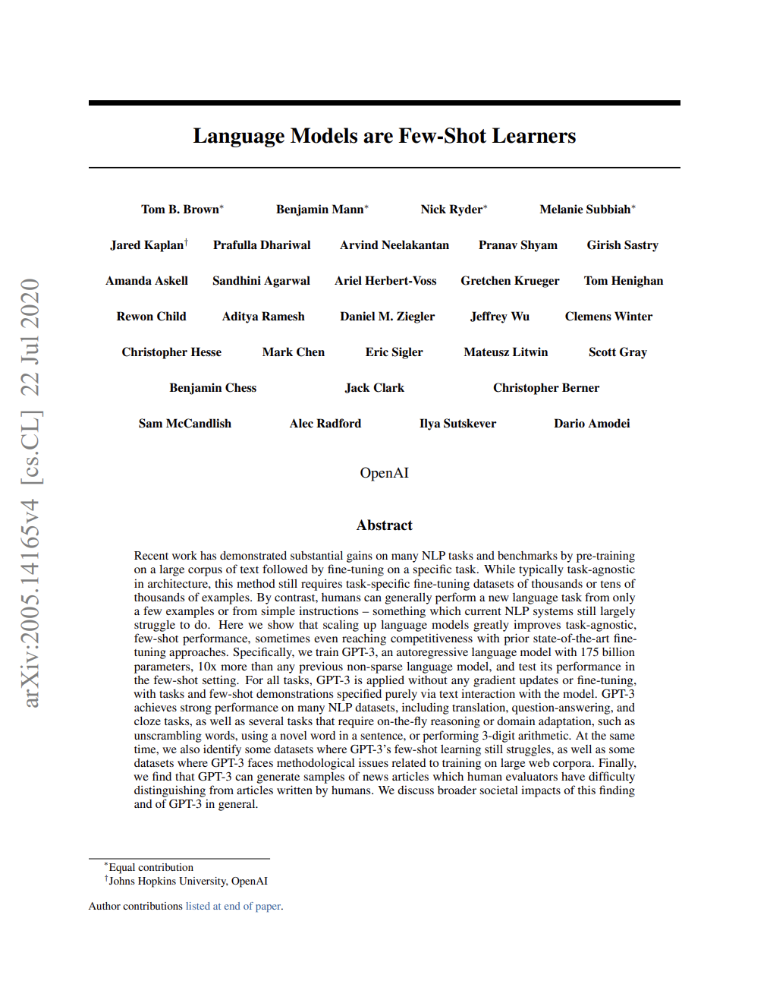 Language Models are Few-Shot Learners
Tom B. Brown* Benjamin Mann* Nick Ryder* Melanie Subbiah*
Jared Kaplan† Prafulla Dhariwal Arvind Neelakantan Pranav Shyam Girish Sastry
Amanda Askell Sandhini Agarwal Ariel Herbert-Voss Gretchen Krueger Tom Henighan
Rewon Child Aditya Ramesh Daniel M. Ziegler Jeffrey Wu Clemens Winter
Christopher Hesse Mark Chen Eric Sigler Mateusz Litwin Scott Gray
Benjamin Chess Jack Clark Christopher Berner
Sam McCandlish Alec Radford Ilya Sutskever Dario Amodei
OpenAI
Abstract
Recent work has demonstrated substantial gains on many NLP tasks and benchmarks by pre-training
on a large corpus of text followed by fine-tuning on a specific task. While typically task-agnostic
in architecture, this method still requires task-specific fine-tuning datasets of thousands or tens of
thousands of examples. By contrast, humans can generally perform a new language task from only
a few examples or from simple instructions – something which current NLP systems still largely
struggle to do. Here we show that scaling up language models greatly improves task-agnostic,
few-shot performance, sometimes even reaching competitiveness with prior state-of-the-art fine-
tuning approaches. Specifically, we train GPT-3, an autoregressive language model with 175 billion
parameters, 10x more than any previous non-sparse language model, and test its performance in
the few-shot setting. For all tasks, GPT-3 is applied without any gradient updates or fine-tuning,
with tasks and few-shot demonstrations specified purely via text interaction with the model. GPT-3
achieves strong performance on many NLP datasets, including translation, question-answering, and
cloze tasks, as well as several tasks that require on-the-fly reasoning or domain adaptation, such as
unscrambling words, using a novel word in a sentence, or performing 3-digit arithmetic. At the same
time, we also identify some datasets where GPT-3's few-shot learning still struggles, as well as some
datasets where GPT-3 faces methodological issues related to training on large web corpora. Finally,
we find that GPT-3 can generate samples of news articles which human evaluators have difficulty
distinguishing from articles written by humans. We discuss broader societal impacts of this finding
and of GPT-3 in general.
*Equal contribution
†Johns Hopkins University, OpenAI
Author contributions listed at end of paper.
arXiv:2005.14165v4 [cs.CL] 22 Jul 2020